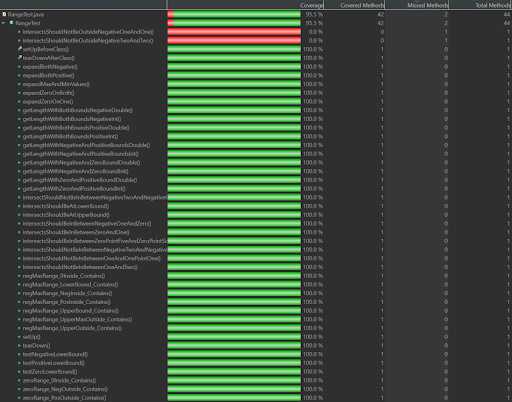 Coverage Covered Methods Missed Methods Total Methods
RangeTest.java 95.5 % 42 2 44
RangeTest 95.5 % 42 2 44
intersectsShouldNotBeOutsideNegativeOneAndOne() 0.0 % 0 1 1
intersectsShouldNotBeOutsideNegativeTwoAndTwo() 0.0 % 0 1 1
setUpBeforeClass() 100.0 % 1 0 1
tearDownAfterClass() 100.0 % 1 0 1
expandBothNegative() 100.0 % 1 0 1
expandBothPositive() 100.0 % 1 0 1
expandMaxAndMinValues() 100.0 % 1 0 1
expandZeroOnBoth() 100.0 % 1 0 1
expandZeroOnOne() 100.0 % 1 0 1
getLengthWithBothBoundsNegativeDouble() 100.0 % 1 0 1
getLengthWithBothBoundsNegativeInt() 100.0 % 1 0 1
getLengthWithBothBoundsPositiveDouble() 100.0 % 1 0 1
getLengthWithBothBoundsPositiveInt() 100.0 % 1 0 1
getLengthWithNegativeAndPositiveBoundsDouble() 100.0 % 1 0 1
getLengthWithNegativeAndPositiveBoundsInt() 100.0 % 1 0 1
getLengthWithNegativeAndZeroBoundDouble() 100.0 % 1 0 1
getLengthWithNegativeAndZeroBoundInt() 100.0 % 1 0 1
getLengthWithZeroAndPositiveBoundDouble() 100.0 % 1 0 1
getLengthWithZeroAndPositiveBoundInt() 100.0 % 1 0 1
intersectShouldNotBeInBetweenNegativeTwoAndNegative 100.0 % 1 0 1
intersectsShouldBeAtLowerBound() 100.0 % 1 0 1
intersectsShouldBeAtUpperBound() 100.0 % 1 0 1
intersectsShouldBeInBetweenNegativeOneAndZero() 100.0 % 1 0 1
intersectsShouldBeInBetweenZeroAndOne() 100.0 % 1 0 1
intersectsShouldBeInBetweenZeroPointFiveAndZeroPointSi 100.0 % 1 0 1
intersectsShouldNotBeInBetweenNegativeTwoAndNegative 100.0 % 1 0 1
intersectsShouldNotBeInBetweenOneAndOnePointOne() 100.0 % 1 0 1
intersectsShouldNotBeInBetweenOneAndTwo() 100.0 % 1 0 1
negMaxRange_0Inside_Contains() 100.0 % 1 0 1
negMaxRange_LowerBound_Contains() 100.0 % 1 0 1
negMaxRange_NegInside_Contains() 100.0 % 1 0 1
negMaxRange_PosInside_Contains() 100.0 % 1 0 1
negMaxRange_UpperBound_Contains() 100.0 % 1 0 1
negMaxRange_UpperMaxOutside_Contains() 100.0 % 1 0 1
negMaxRange_UpperOutside_Contains() 100.0 % 1 0 1
setUp() 100.0 % 1 0 1
tearDown() 100.0 % 1 0 1
testNegativeLowerBound() 100.0 % 1 0 1
testPositiveLowerBound() 100.0 % 1 0 1
testZeroLowerBound() 100.0 % 1 0 1
zeroRange_0Inside_Contains() 100.0 % 1 0 1
zeroRange_NegOutside_Contains() 100.0 % 1 0 1
zeroRange_PosOutside_Contains() 100.0 % 1 0 1